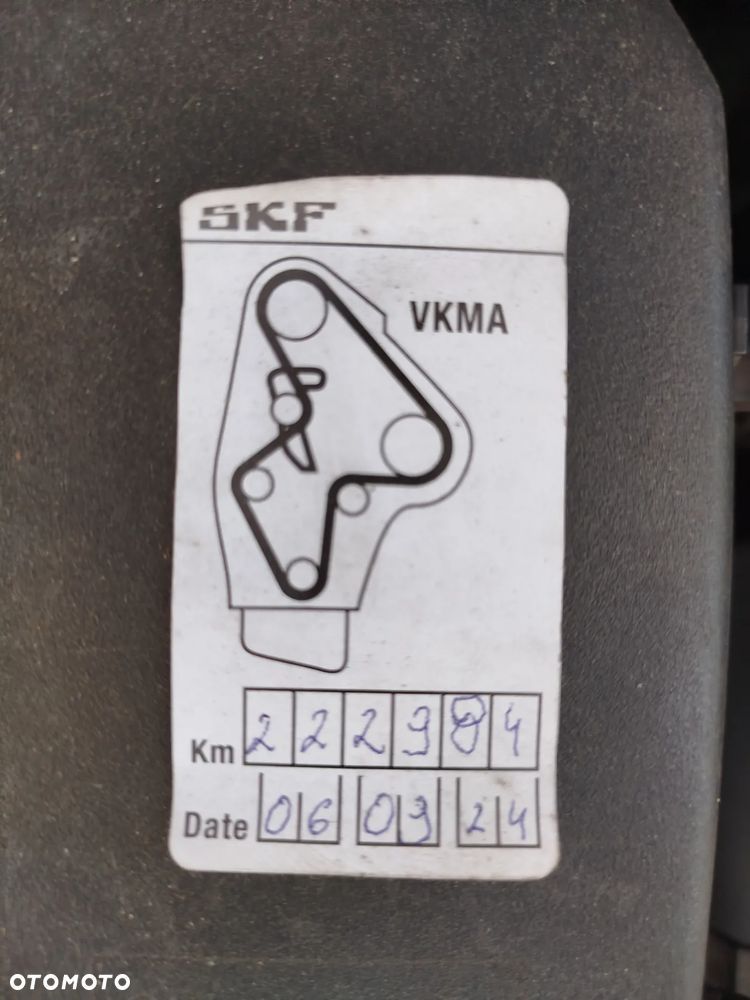 SKF
VKMA
Km 222984
Date 06 09 24
OTOMOTO